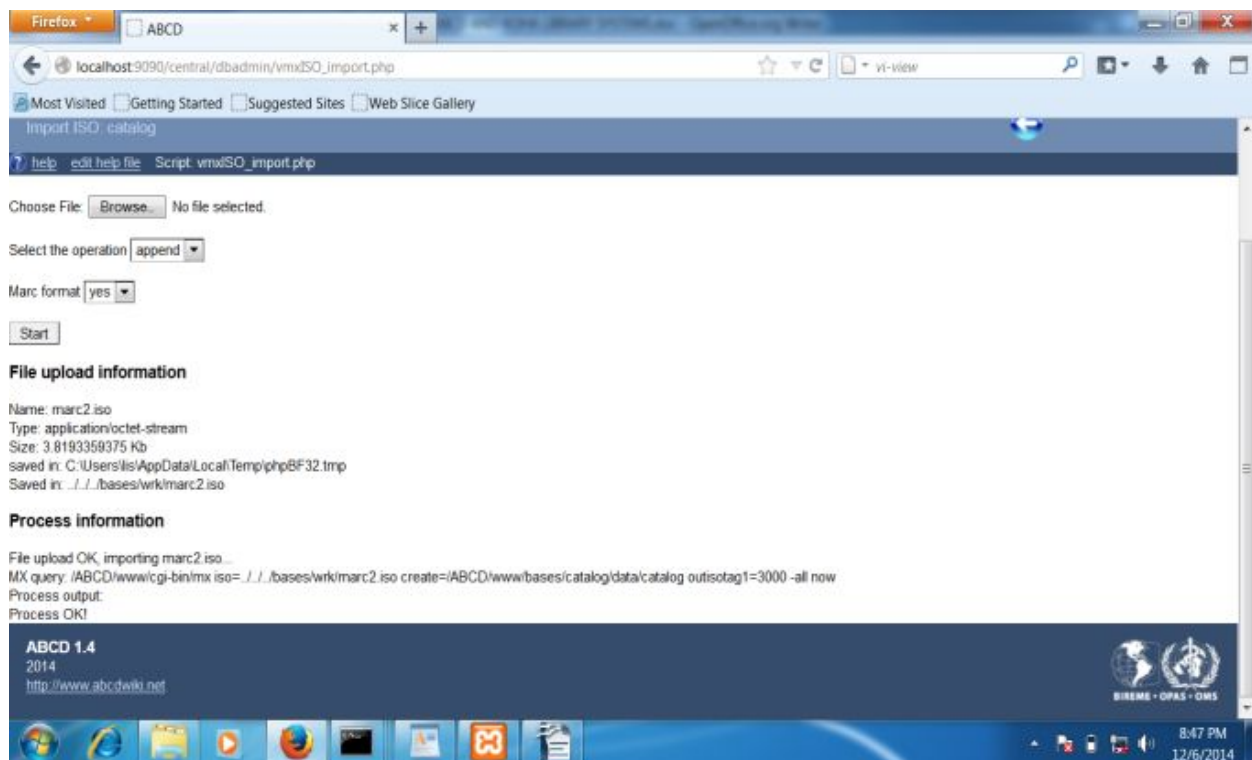 Firefox
ABCD
localhost:9090/central/dbadmin/vmxISO_import.php
vi-view
Most Visited Getting Started Suggested Sites Web Slice Gallery
Import ISO: catalog
help edit help file Script: vmxISO_import.php
Choose File: Browse... No file selected.
Select the operation append
Marc format yes
Start
File upload information
Name: marc2.iso
Type: application/octet-stream
Size: 3.8193359375 Kb
saved in: C:\Users\lis\AppData\Local\Temp\phpBF32.tmp
Saved in: ../../../bases/wrk/marc2.iso
Process information
File upload OK, importing marc2.iso...
MX query: /ABCD/www/cgi-bin/mx iso=../../../bases/wrk/marc2.iso create=/ABCD/www/bases/catalog/data/catalog outisotag1=3000 -all now
Process output:
Process OK!
ABCD 1.4
2014
http://www.abcdwiki.net
BIREME • OPAS • OMS
8:47 PM
12/6/2014